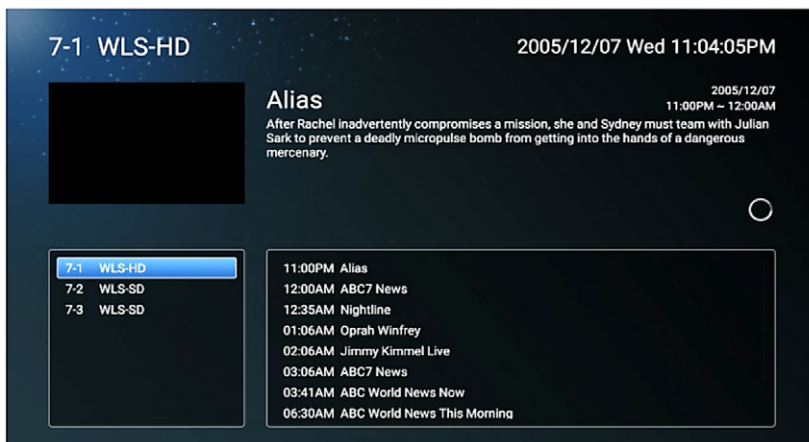 7-1 WLS-HD
2005/12/07 Wed 11:04:05PM
Alias
2005/12/07
11:00PM ~ 12:00AM
After Rachel inadvertently compromises a mission, she and Sydney must team with Julian
Sark to prevent a deadly micropulse bomb from getting into the hands of a dangerous
mercenary.
7-1 WLS-HD
7-2 WLS-SD
7-3 WLS-SD
11:00PM Alias
12:00AM ABC7 News
12:35AM Nightline
01:06AM Oprah Winfrey
02:06AM Jimmy Kimmel Live
03:06AM ABC7 News
03:41AM ABC World News Now
06:30AM ABC World News This Morning